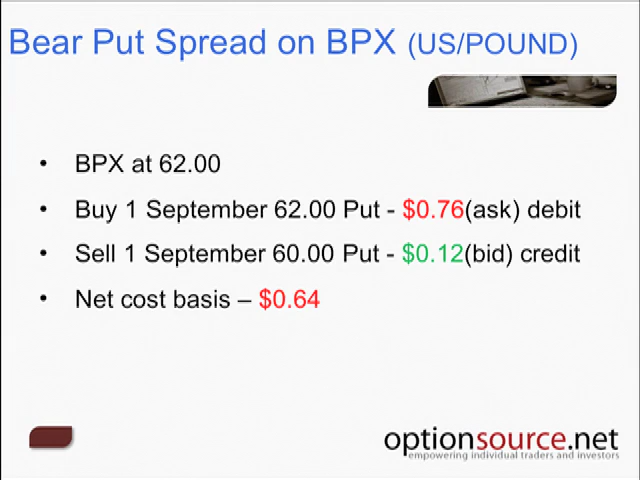 Bear Put Spread on BPX (US/POUND)
• BPX at 62.00
• Buy 1 September 62.00 Put - $0.76(ask) debit
• Sell 1 September 60.00 Put - $0.12(bid) credit
• Net cost basis – $0.64
optionsource.net
empowering individual traders and investors